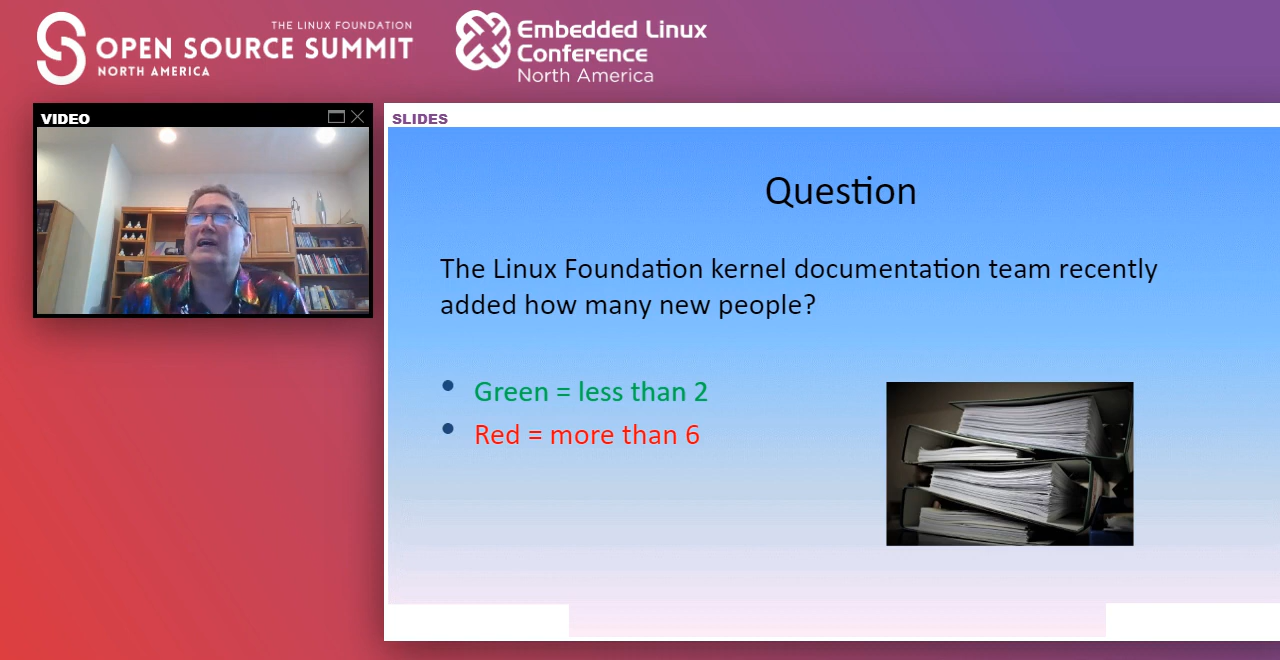 THE LINUX FOUNDATION
OPEN SOURCE SUMMIT
NORTH AMERICA
Embedded Linux
Conference
North America
VIDEO
SLIDES
Question
The Linux Foundation kernel documentation team recently
added how many new people?
• Green = less than 2
• Red = more than 6